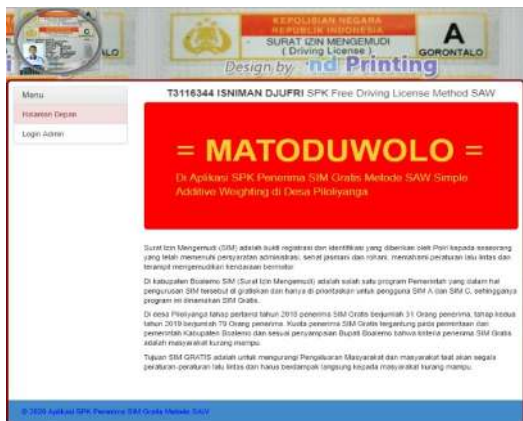 KEPOLISIAN NEGARA
REPUBLIK INDONESIA
SURAT IZIN MENGEMUDI
( Driving License )
A
GORONTALO
ALO
Design by 'nd Printing
Menu
Halaman Depan
Login Admin
T3116344 ISNIMAN DJUFRI SPK Free Driving License Method SAW
= MATODUWOLO =
Di Aplikasi SPK Penerima SIM Gratis Metode SAW Simple
Additive Weighting di Desa Piloliyanga
Surat Izin Mengemudi (SIM) adalah bukti registrasi dan identifikasi yang diberikan oleh Polri kepada seseorang
yang telah memenuhi persyaratan administrasi, sehat jasmani dan rohani, memahami peraturan lalu lintas dan
terampil mengemudikan kendaraan bermotor
Di kabupaten Boalemo SIM (Surat Izin Mengemudi) adalah salah satu program Pemerintah yang dalam hal
pengurusan SIM tersebut di gratiskan dan hanya di prioritaskan untuk pengguna SIM A dan SIM C, sehingganya
program ini dinamakan SIM Gratis.
Di desa Piloliyanga tahap pertama tahun 2018 penerima SIM Gratis berjumlah 31 Orang penerima, tahap kedua
tahun 2019 berjumlah 79 Orang penerima. Kuota penerima SIM Gratis tergantung pada permintaan dari
pemerintah Kabupaten Boalemo dan sesuai penyampaian Bupati Boalemo bahwa kriteria penerima SIM Gratis
adalah masyarakat kurang mampu.
Tujuan SIM GRATIS adalah untuk mengurangi Pengeluaran Masyarakat dan masyarakat taat akan segala
peraturan-peraturan lalu lintas dan harus berdampak langsung kepada masyarakat kurang mampu.
© 2020 Aplikasi SPK Penerima SIM Gratis Metode SAW